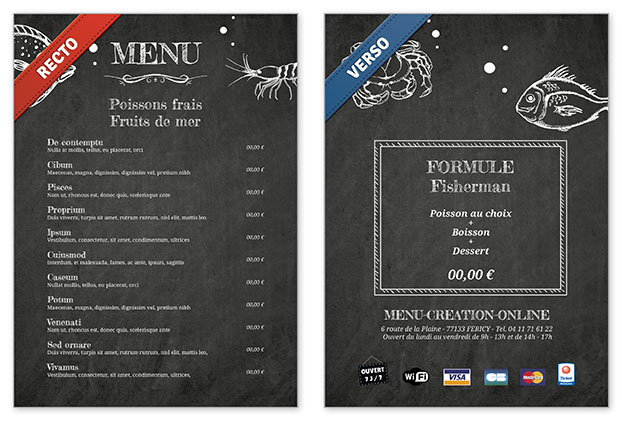 RECTO
MENU
Poissons frais
Fruits de mer
De contemptu
Nulla at mollis, tellus, eu placerat, orci
00,00 €
Cibum
Maecenas, magna, dignissim, dignissim vel, pretium nibh
00,00 €
Pisces
Nam ut, rhoncus est, donec quis, scelerisque ante
00,00 €
Proprium
Duis viverra, turpis sit amet, rutrum rutrum, nisl elit, mattis leo
00,00 €
Ipsum
Vestibulum, consectetur, sit amet, condimentum, ultrices
00,00 €
Cuiusmod
Interdum, et malesuada, fames, ac ante, ipsum, sagittis
00,00 €
Caseum
Nullat mollis, tellus, eu placerat, orci
00,00 €
Potum
Maecenas, magna, dignissim, dignissim vel, pretium nibh
00,00 €
Venenati
Nam ut, rhoncus est, donec quis, scelerisque ante
00,00 €
Sed ornare
Duis viverra, turpis sit amet, rutrum rutrum, nisl elit, mattis leo,
00,00 €
Vivamus
Vestibulum, consectetur, sit amet, condimentum, ultrices,
00,00 €
VERSO
FORMULE
Fisherman
Poisson au choix
+
Boisson
+
Dessert
00,00 €
MENU-CREATION-ONLINE
6 route de la Plaine - 77133 FERICY - Tel. 04 11 71 61 22
Ouvert du lundi au vendredi de 9h - 13h et de 14h - 17h
OUVERT
7J/7
WiFi
VISA
CB
MasterCard
Ticket